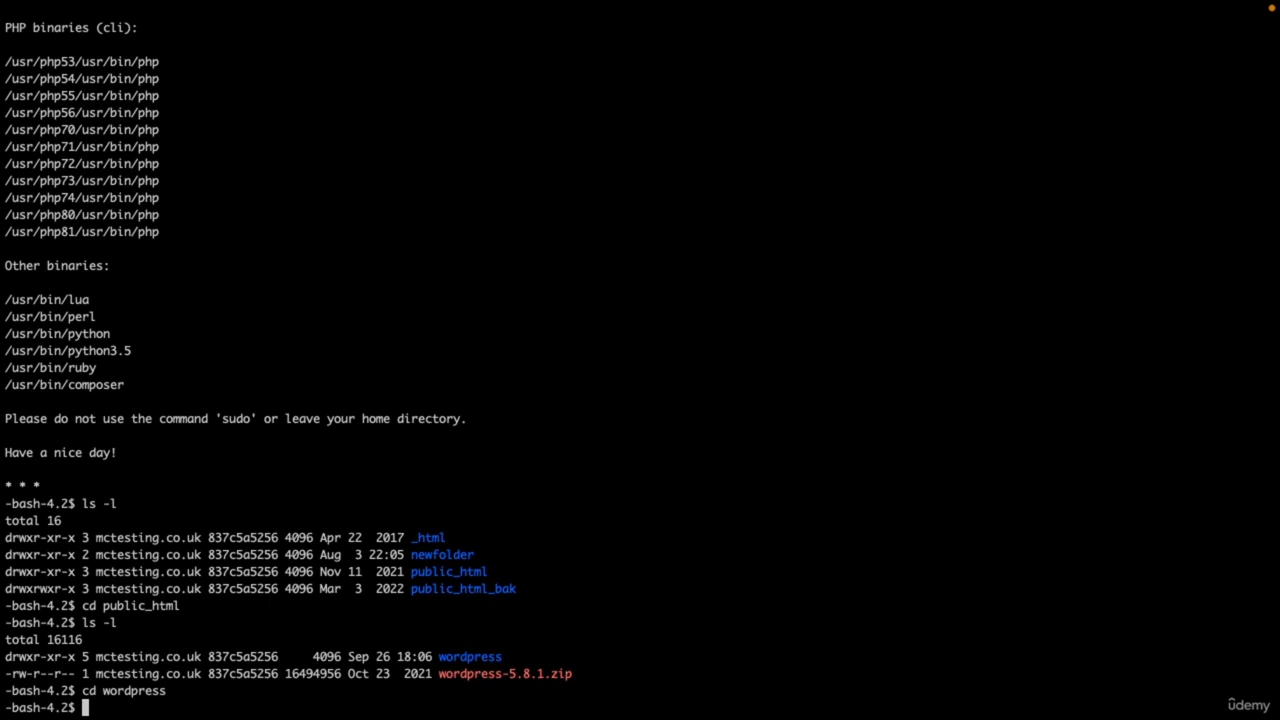 PHP binaries (cli):
/usr/php53/usr/bin/php
/usr/php54/usr/bin/php
/usr/php55/usr/bin/php
/usr/php56/usr/bin/php
/usr/php70/usr/bin/php
/usr/php71/usr/bin/php
/usr/php72/usr/bin/php
/usr/php73/usr/bin/php
/usr/php74/usr/bin/php
/usr/php80/usr/bin/php
/usr/php81/usr/bin/php
Other binaries:
/usr/bin/lua
/usr/bin/perl
/usr/bin/python
/usr/bin/python3.5
/usr/bin/ruby
/usr/bin/composer
Please do not use the command 'sudo' or leave your home directory.
Have a nice day!
* * *
-bash-4.2$ ls -l
total 16
drwxr-xr-x 3 mctesting.co.uk 837c5a5256 4096 Apr 22  2017 _html
drwxr-xr-x 2 mctesting.co.uk 837c5a5256 4096 Aug  3 22:05 newfolder
drwxr-xr-x 3 mctesting.co.uk 837c5a5256 4096 Nov 11  2021 public_html
drwxrwxr-x 3 mctesting.co.uk 837c5a5256 4096 Mar  3  2022 public_html_bak
-bash-4.2$ cd public_html
-bash-4.2$ ls -l
total 16116
drwxr-xr-x 5 mctesting.co.uk 837c5a5256     4096 Sep 26 18:06 wordpress
-rw-r--r-- 1 mctesting.co.uk 837c5a5256 16494956 Oct 23  2021 wordpress-5.8.1.zip
-bash-4.2$ cd wordpress
-bash-4.2$
ûdemy